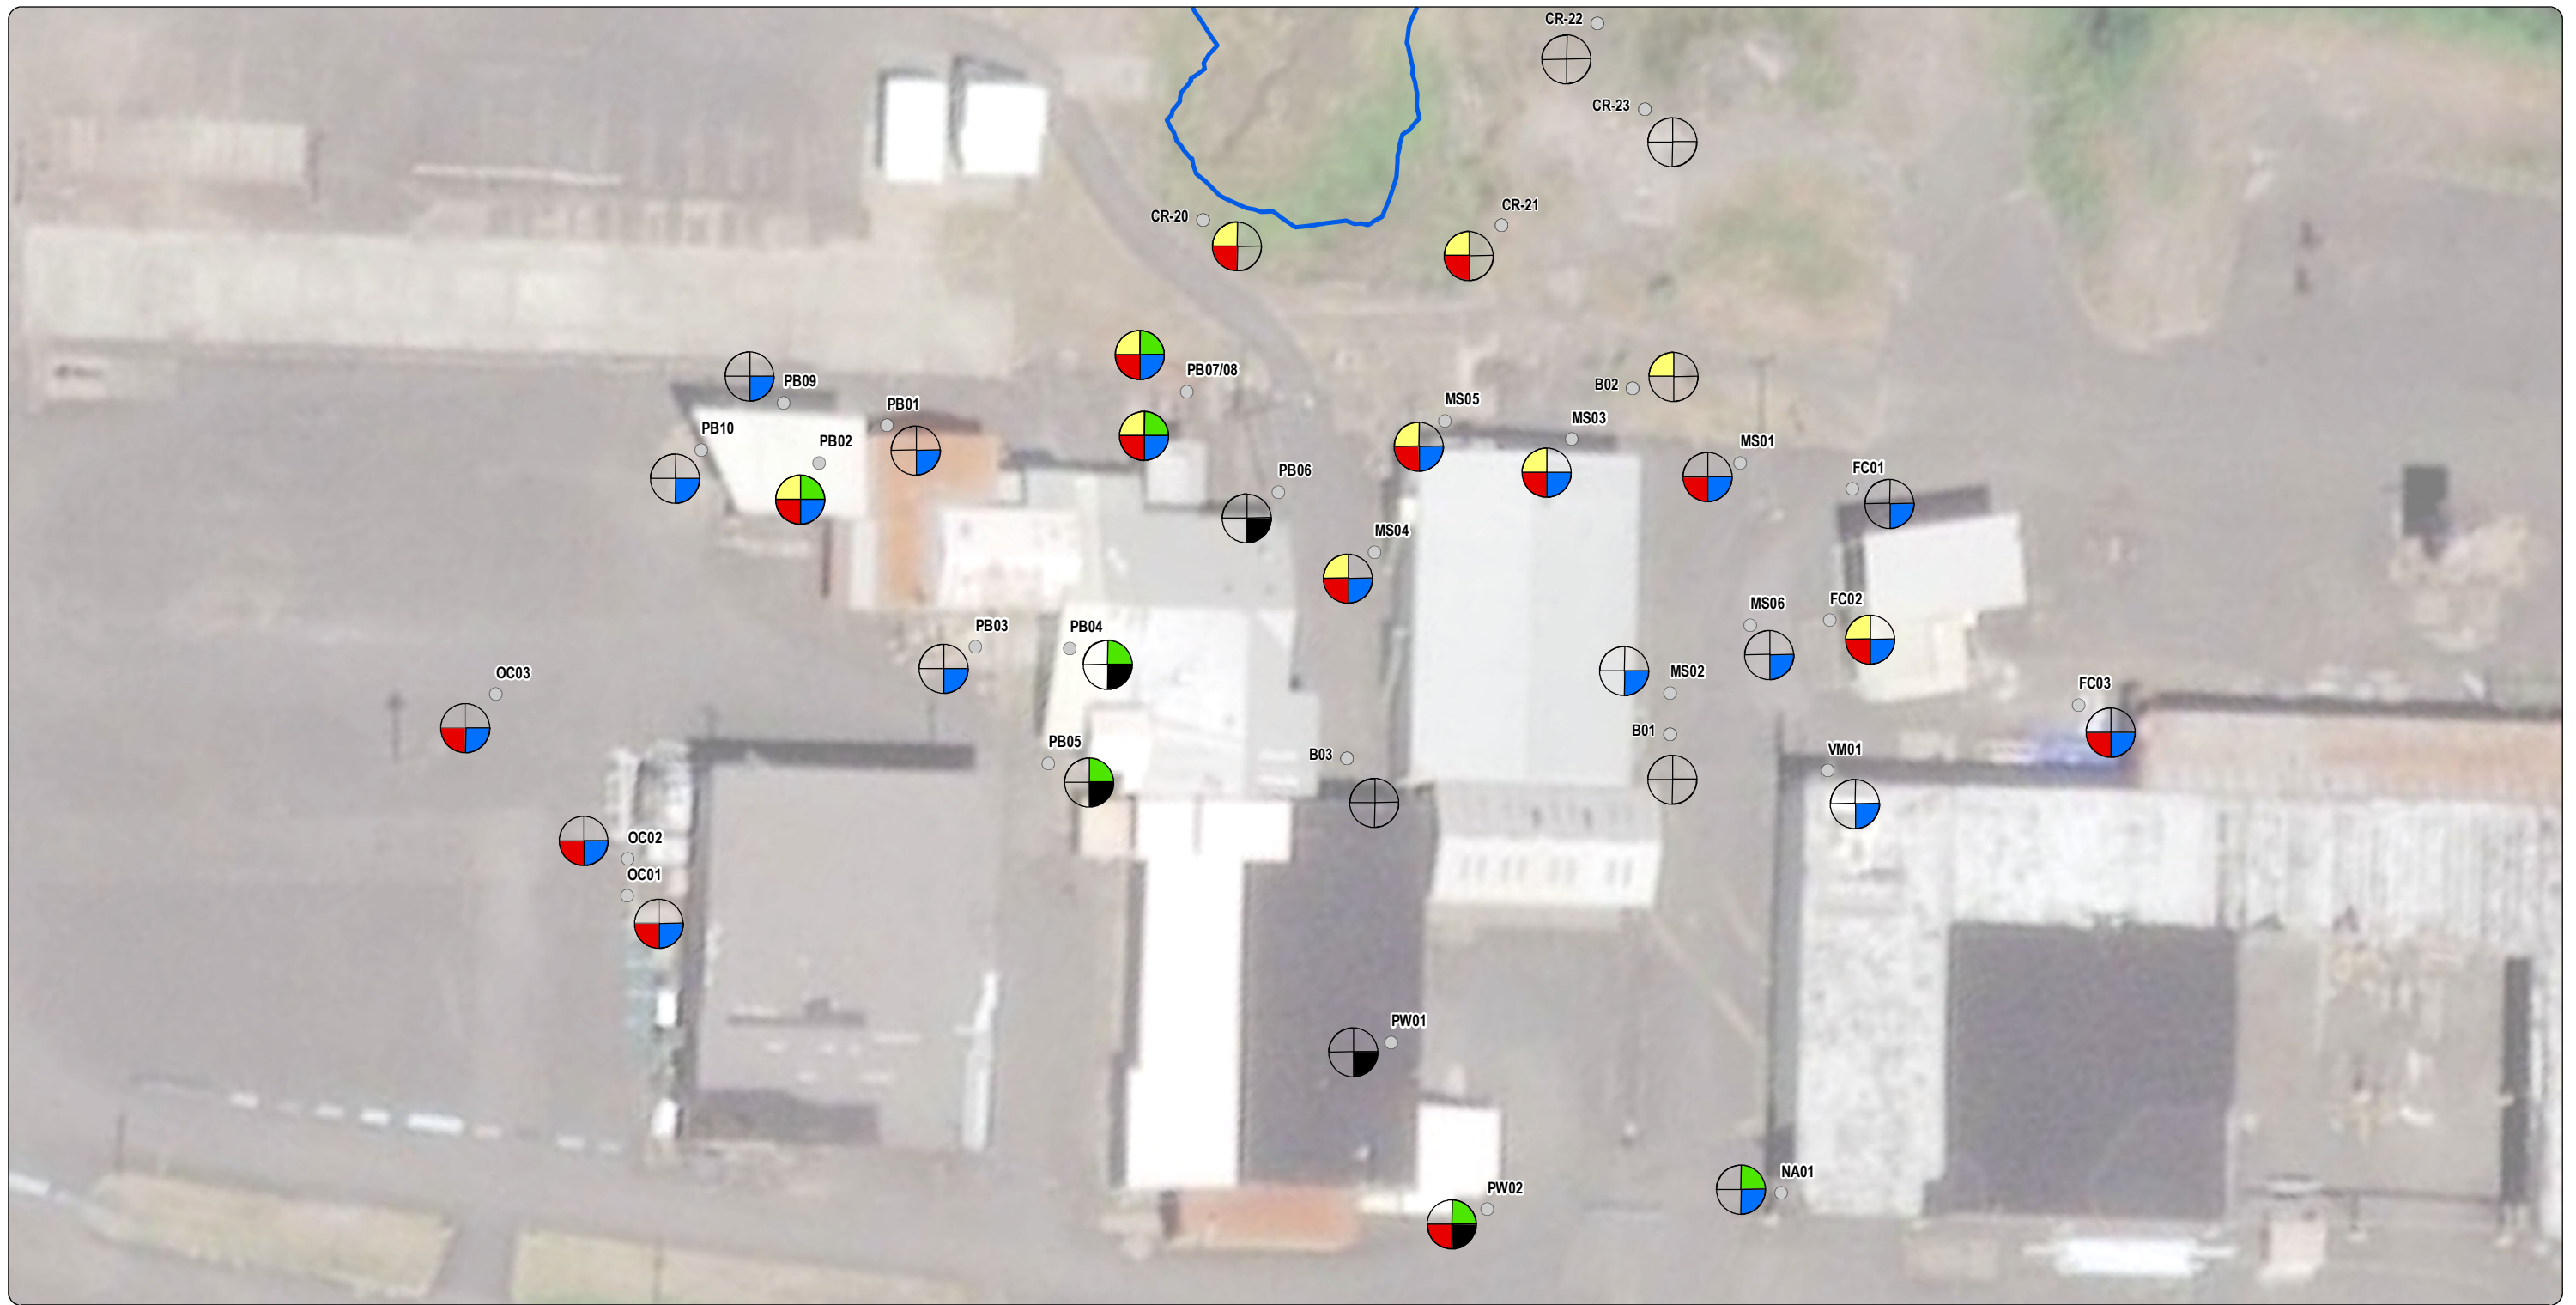 CR-22
CR-23
CR-20
CR-21
PB07/08
PB09
B02
PB01
MS05
MS03
PB10
PB02
MS01
PB06
FC01
MS04
MS06
FC02
PB03
PB04
OC03
MS02
FC03
B01
PB05
B03
VM01
OC02
OC01
PW01
NA01
PW02